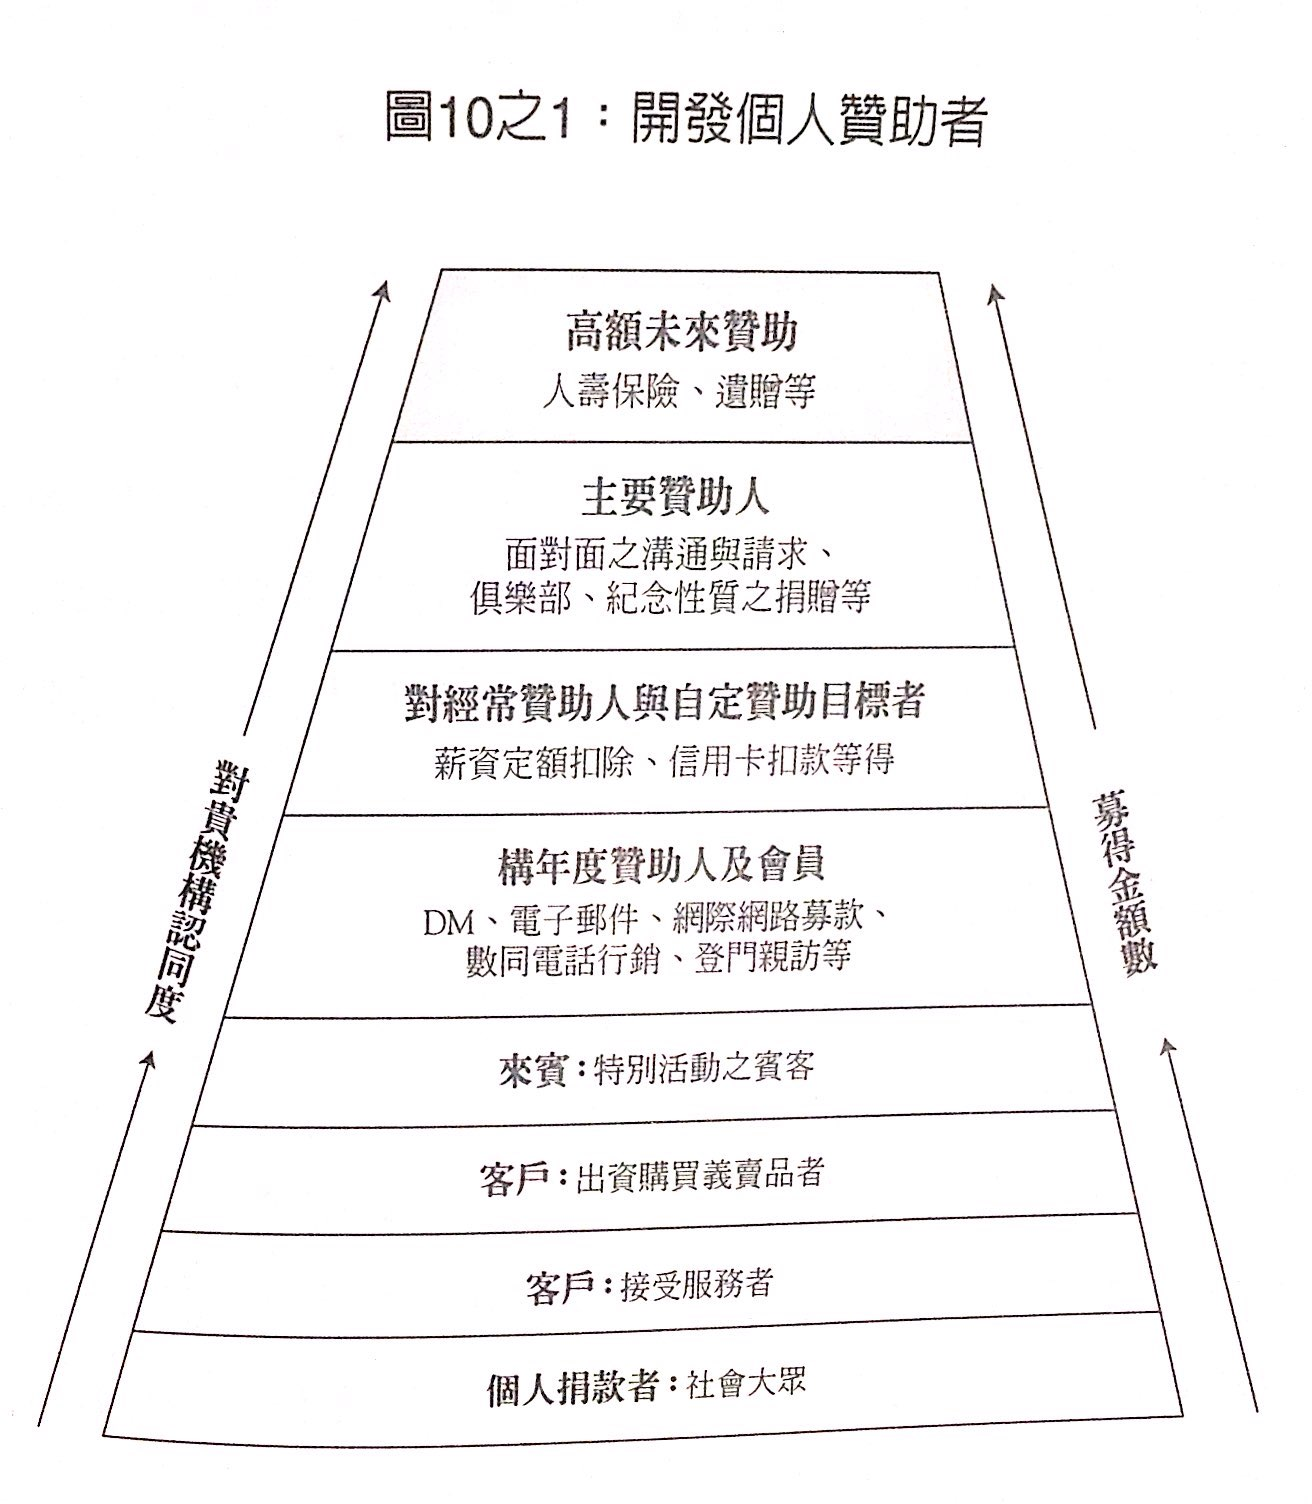 圖10之1：開發個人贊助者
高額未來贊助
人壽保險、遺贈等
主要贊助人
面對面之溝通與請求、
俱樂部、紀念性質之捐贈等
對經常贊助人與自定贊助目標者
薪資定額扣除、信用卡扣款等得
構年度贊助人及會員
DM、電子郵件、網際網路募款、
數同電話行銷、登門親訪等
來賓：特別活動之賓客
客戶：出資購買義賣品者
客戶：接受服務者
個人捐款者：社會大眾
對貴機構認同度
募得金額數